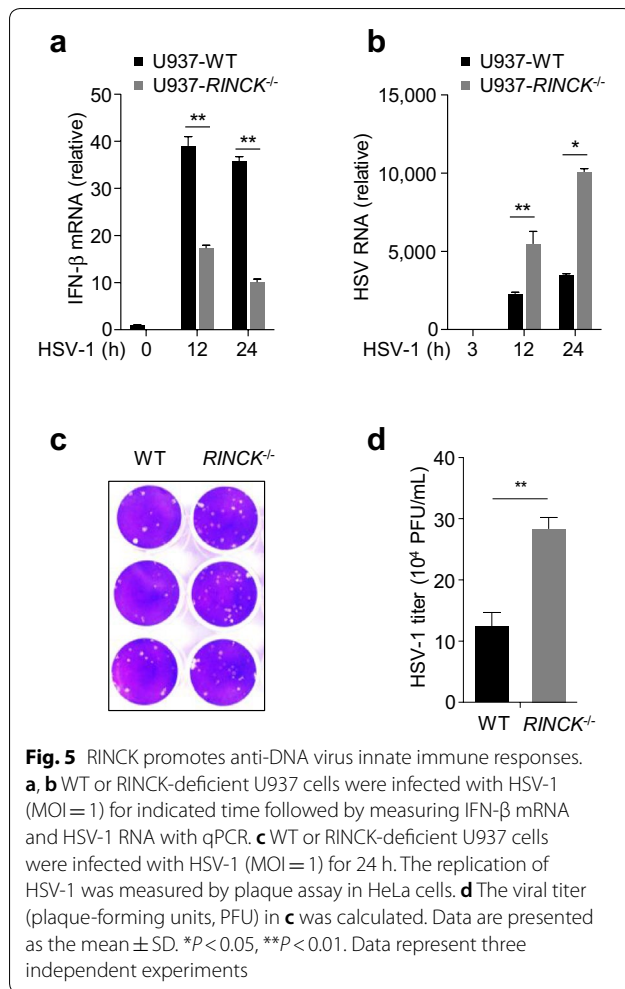 a
■ U937-WT
■ U937-RINCK-/-
50
40
30
20
10
0
IFN-β mRNA (relative)
**
**
HSV-1 (h) 0 12 24
b
■ U937-WT
■ U937-RINCK-/-
15,000
10,000
5,000
0
HSV RNA (relative)
**
*
HSV-1 (h) 3 12 24
c
WT RINCK-/-
d
40
30
20
10
0
HSV-1 titer (10⁴ PFU/mL)
**
WT RINCK-/-
Fig. 5 RINCK promotes anti-DNA virus innate immune responses.
a, b WT or RINCK-deficient U937 cells were infected with HSV-1
(MOI = 1) for indicated time followed by measuring IFN-β mRNA
and HSV-1 RNA with qPCR. c WT or RINCK-deficient U937 cells
were infected with HSV-1 (MOI = 1) for 24 h. The replication of
HSV-1 was measured by plaque assay in HeLa cells. d The viral titer
(plaque-forming units, PFU) in c was calculated. Data are presented
as the mean ± SD. *P < 0.05, **P < 0.01. Data represent three
independent experiments